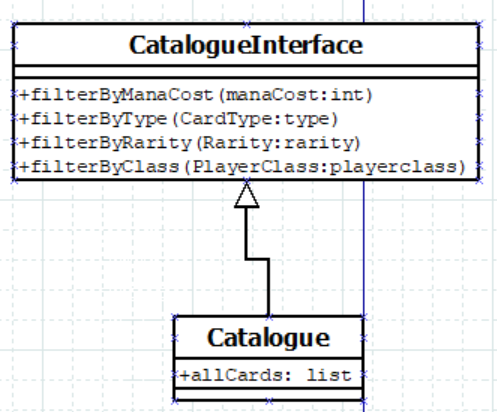 CatalogueInterface
+filterByManaCost(manaCost:int)
+filterByType(CardType:type)
+filterByRarity(Rarity:rarity)
+filterByClass(PlayerClass:playerclass)
Catalogue
+allCards: list